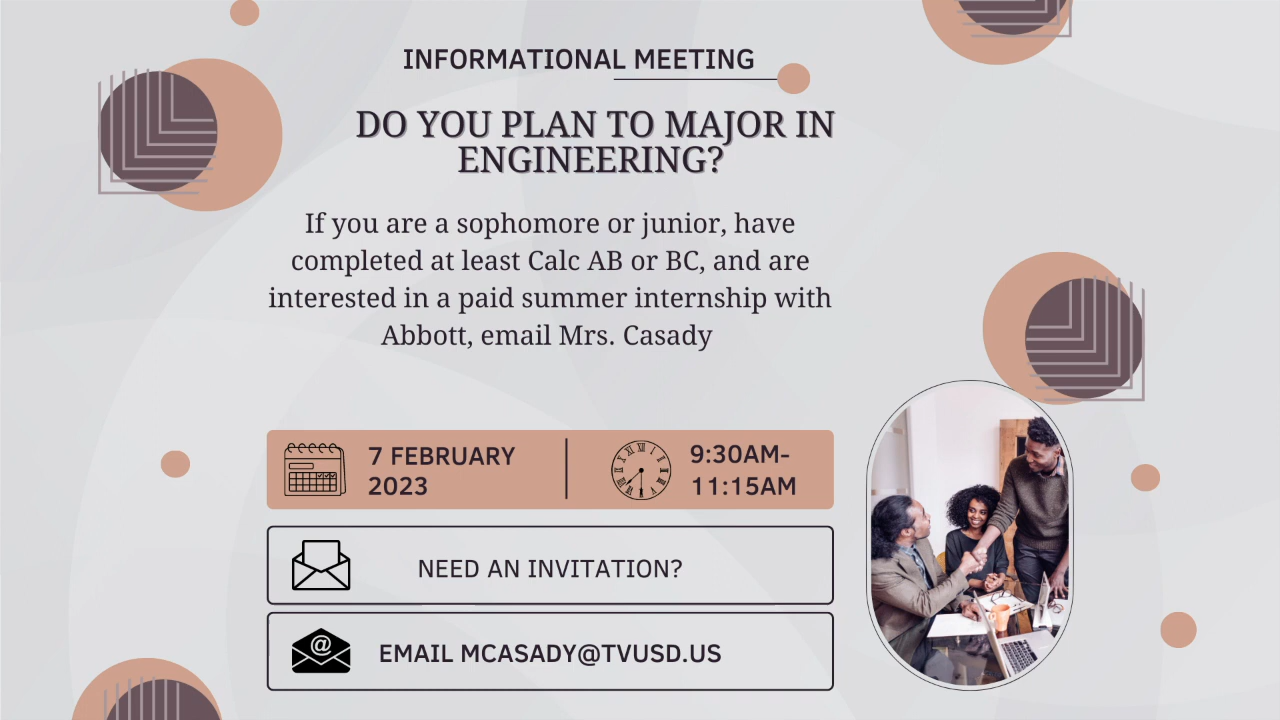 INFORMATIONAL MEETING
DO YOU PLAN TO MAJOR IN
ENGINEERING?
If you are a sophomore or junior, have
completed at least Calc AB or BC, and are
interested in a paid summer internship with
Abbott, email Mrs. Casady
7 FEBRUARY
2023
9:30AM-
11:15AM
NEED AN INVITATION?
EMAIL MCASADY@TVUSD.US